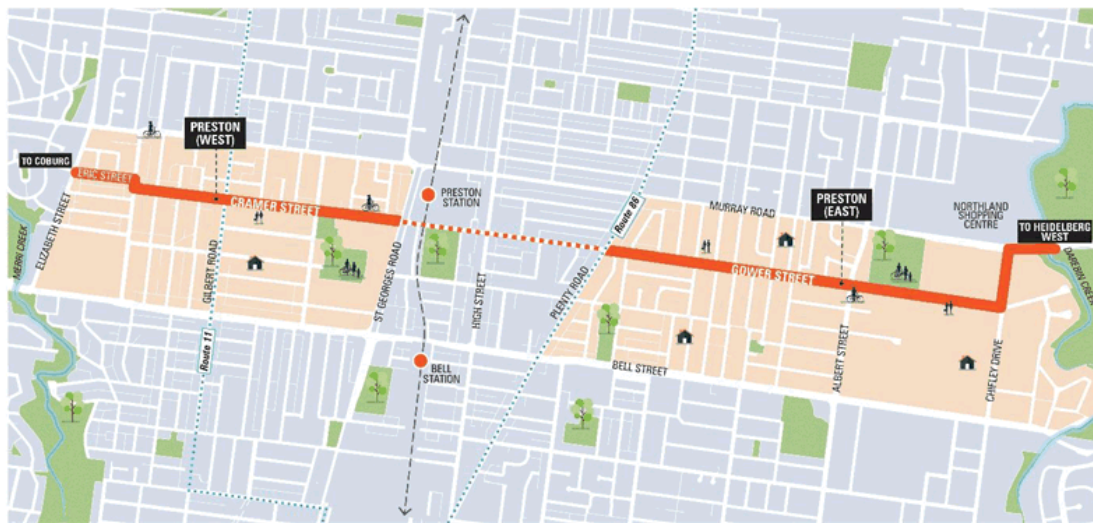 PRESTON
(WEST)
TO COBURG
ERIC STREET
CRAMER STREET
ELIZABETH STREET
MERRI CREEK
GILBERT ROAD
Route 11
ST GEORGES ROAD
PRESTON
STATION
HIGH STREET
BELL
STATION
Route 86
PLENTY ROAD
MURRAY ROAD
PRESTON
(EAST)
GOWER STREET
BELL STREET
ALBERT STREET
NORTHLAND
SHOPPING
CENTRE
TO HEIDELBERG
WEST
DAREBIN CREEK
CHIFLEY DRIVE